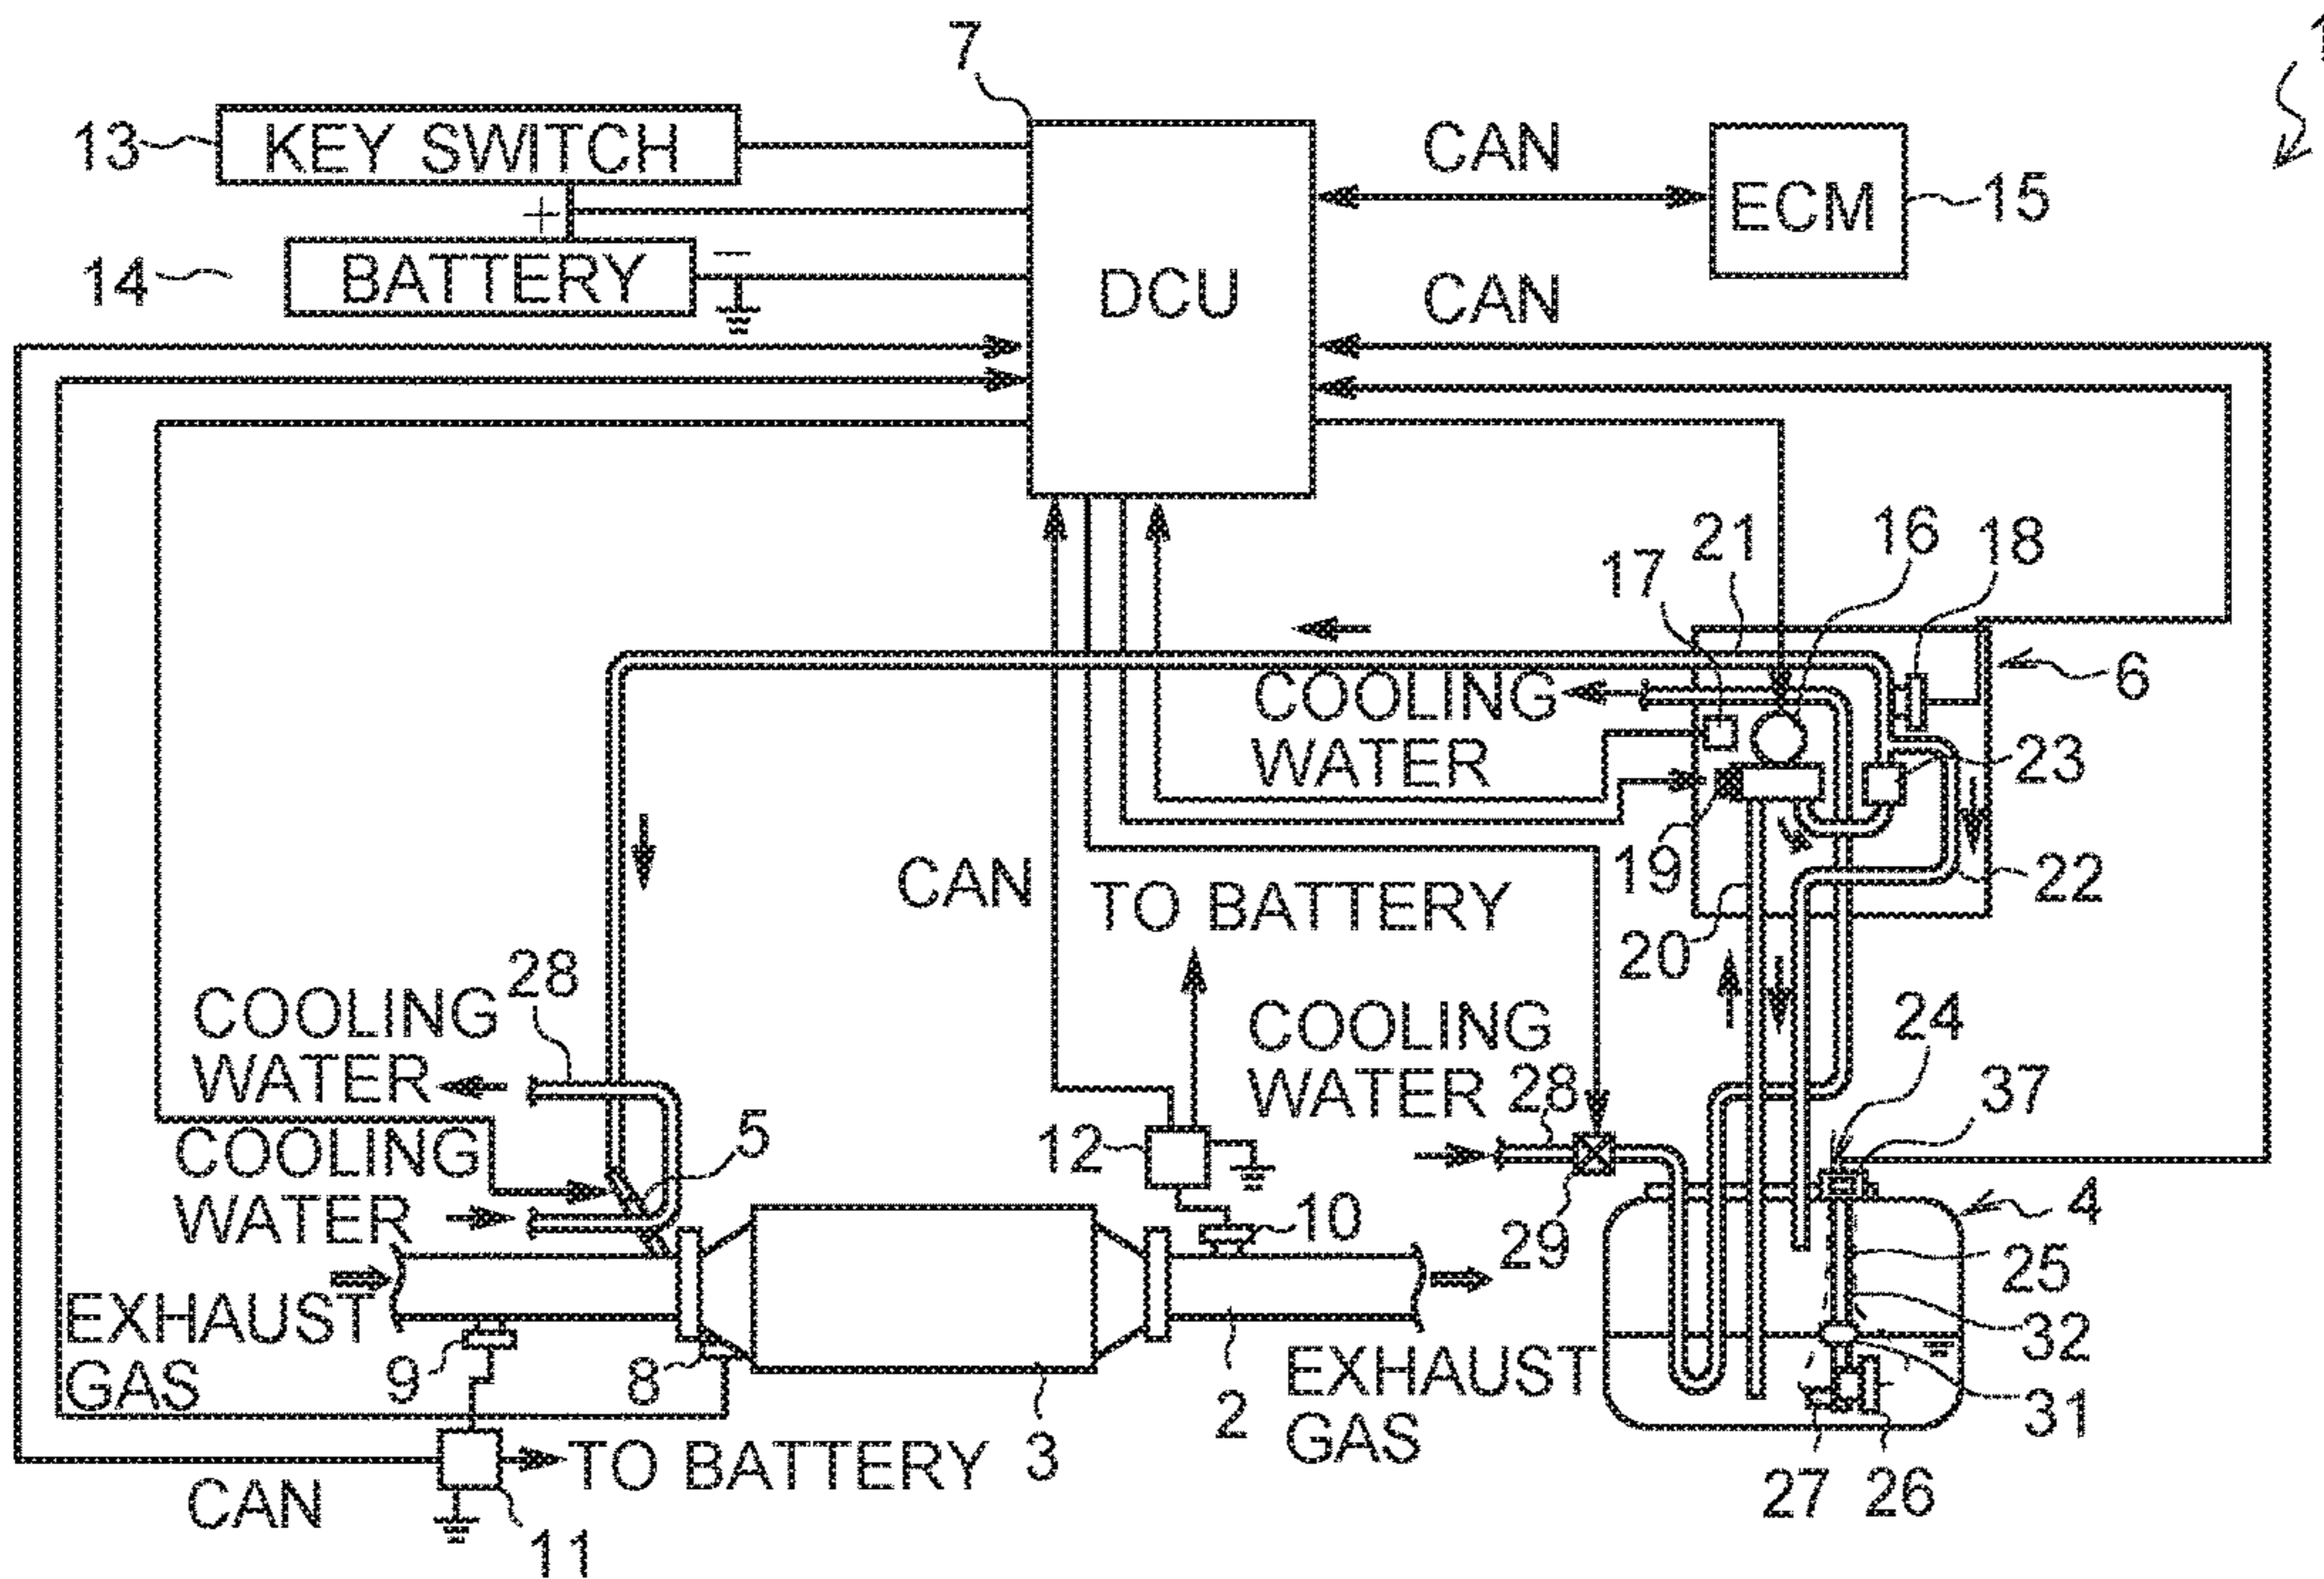 1
7
13
KEY SWITCH
CAN
ECM
15
+
14
BATTERY
−
DCU
CAN
21
16
18
17
6
COOLING
WATER
23
19
22
CAN
TO BATTERY
20
28
COOLING
WATER
COOLING
WATER
24
28
37
5
COOLING
WATER
12
10
29
4
25
EXHAUST
GAS
32
9
8
EXHAUST
GAS
2
31
3
TO BATTERY
27
26
CAN
11